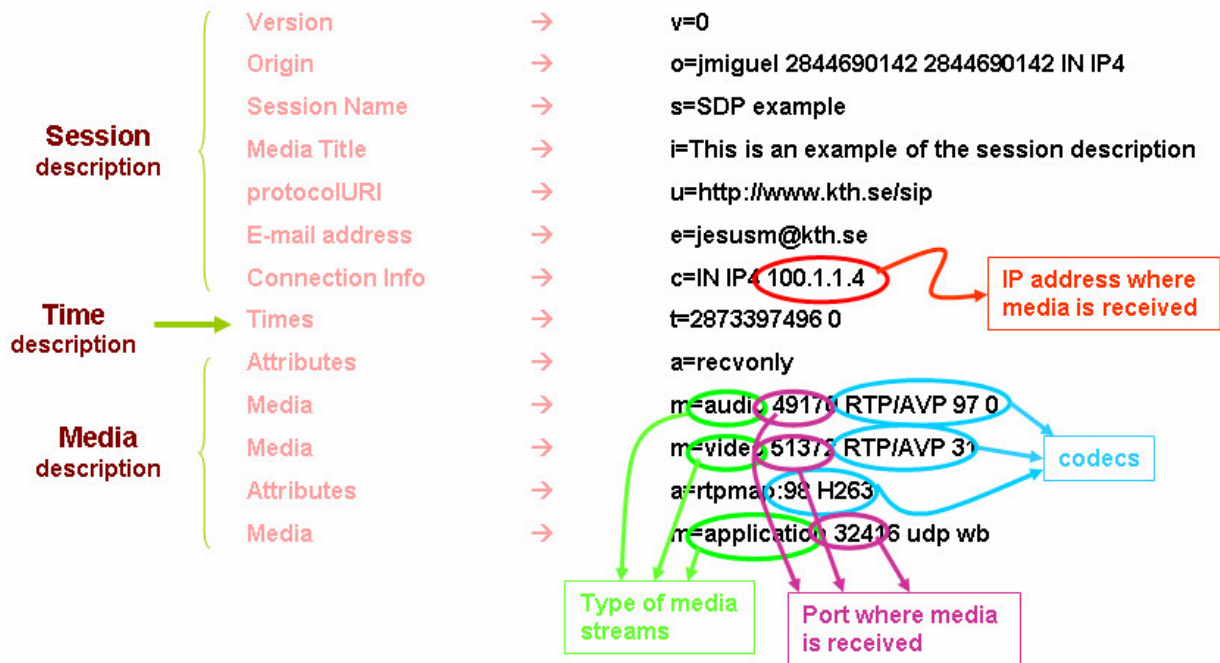 Version → v=0
Origin → o=jmiguel 2844690142 2844690142 IN IP4
Session Name → s=SDP example
Session
description
Media Title → i=This is an example of the session description
protocolURI → u=http://www.kth.se/sip
E-mail address → e=jesusm@kth.se
Connection Info → c=IN IP4 100.1.1.4
IP address where
media is received
Time
description
Times → t=2873397496 0
Attributes → a=recvonly
Media → m=audio 49170 RTP/AVP 97 0
Media
description
Media → m=video 51372 RTP/AVP 31
codecs
Attributes → a=rtpmap:98 H263
Media → m=application 32416 udp wb
Type of media
streams
Port where media
is received